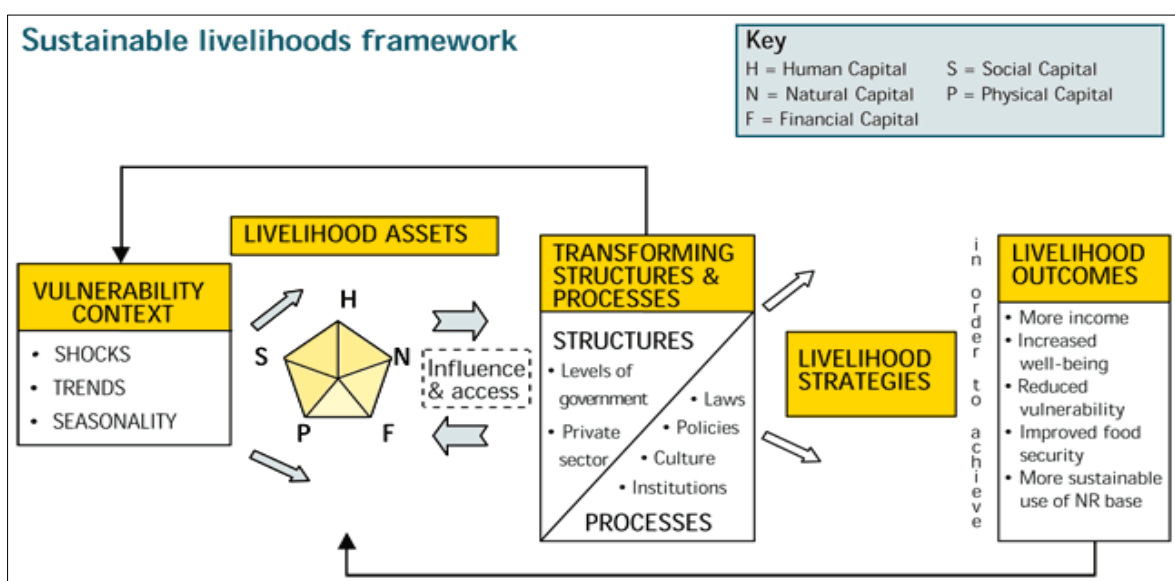 Sustainable livelihoods framework
Key
H = Human Capital
S = Social Capital
N = Natural Capital
P = Physical Capital
F = Financial Capital
VULNERABILITY
CONTEXT
• SHOCKS
• TRENDS
• SEASONALITY
LIVELIHOOD ASSETS
H
S
N
P
F
Influence
& access
TRANSFORMING
STRUCTURES &
PROCESSES
STRUCTURES
• Levels of
government
• Private
sector
• Laws
• Policies
• Culture
• Institutions
PROCESSES
LIVELIHOOD
STRATEGIES
in order to achieve
LIVELIHOOD
OUTCOMES
• More income
• Increased
well-being
• Reduced
vulnerability
• Improved food
security
• More sustainable
use of NR base